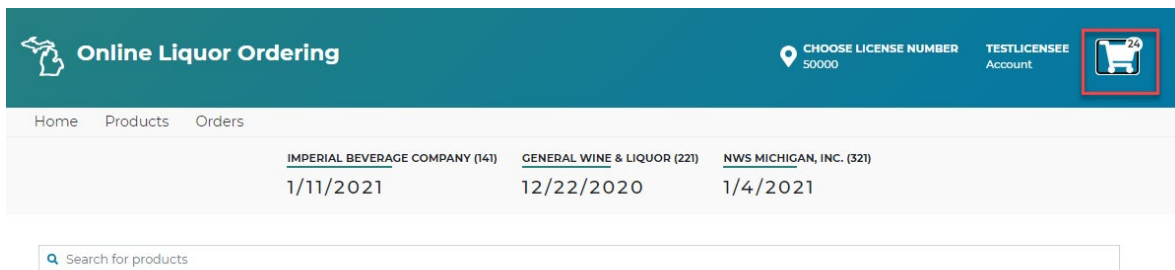 Online Liquor Ordering
CHOOSE LICENSE NUMBER
50000
TESTLICENSEE
Account
24
Home Products Orders
IMPERIAL BEVERAGE COMPANY (141) GENERAL WINE & LIQUOR (221) NWS MICHIGAN, INC. (321)
1/11/2021 12/22/2020 1/4/2021
Search for products